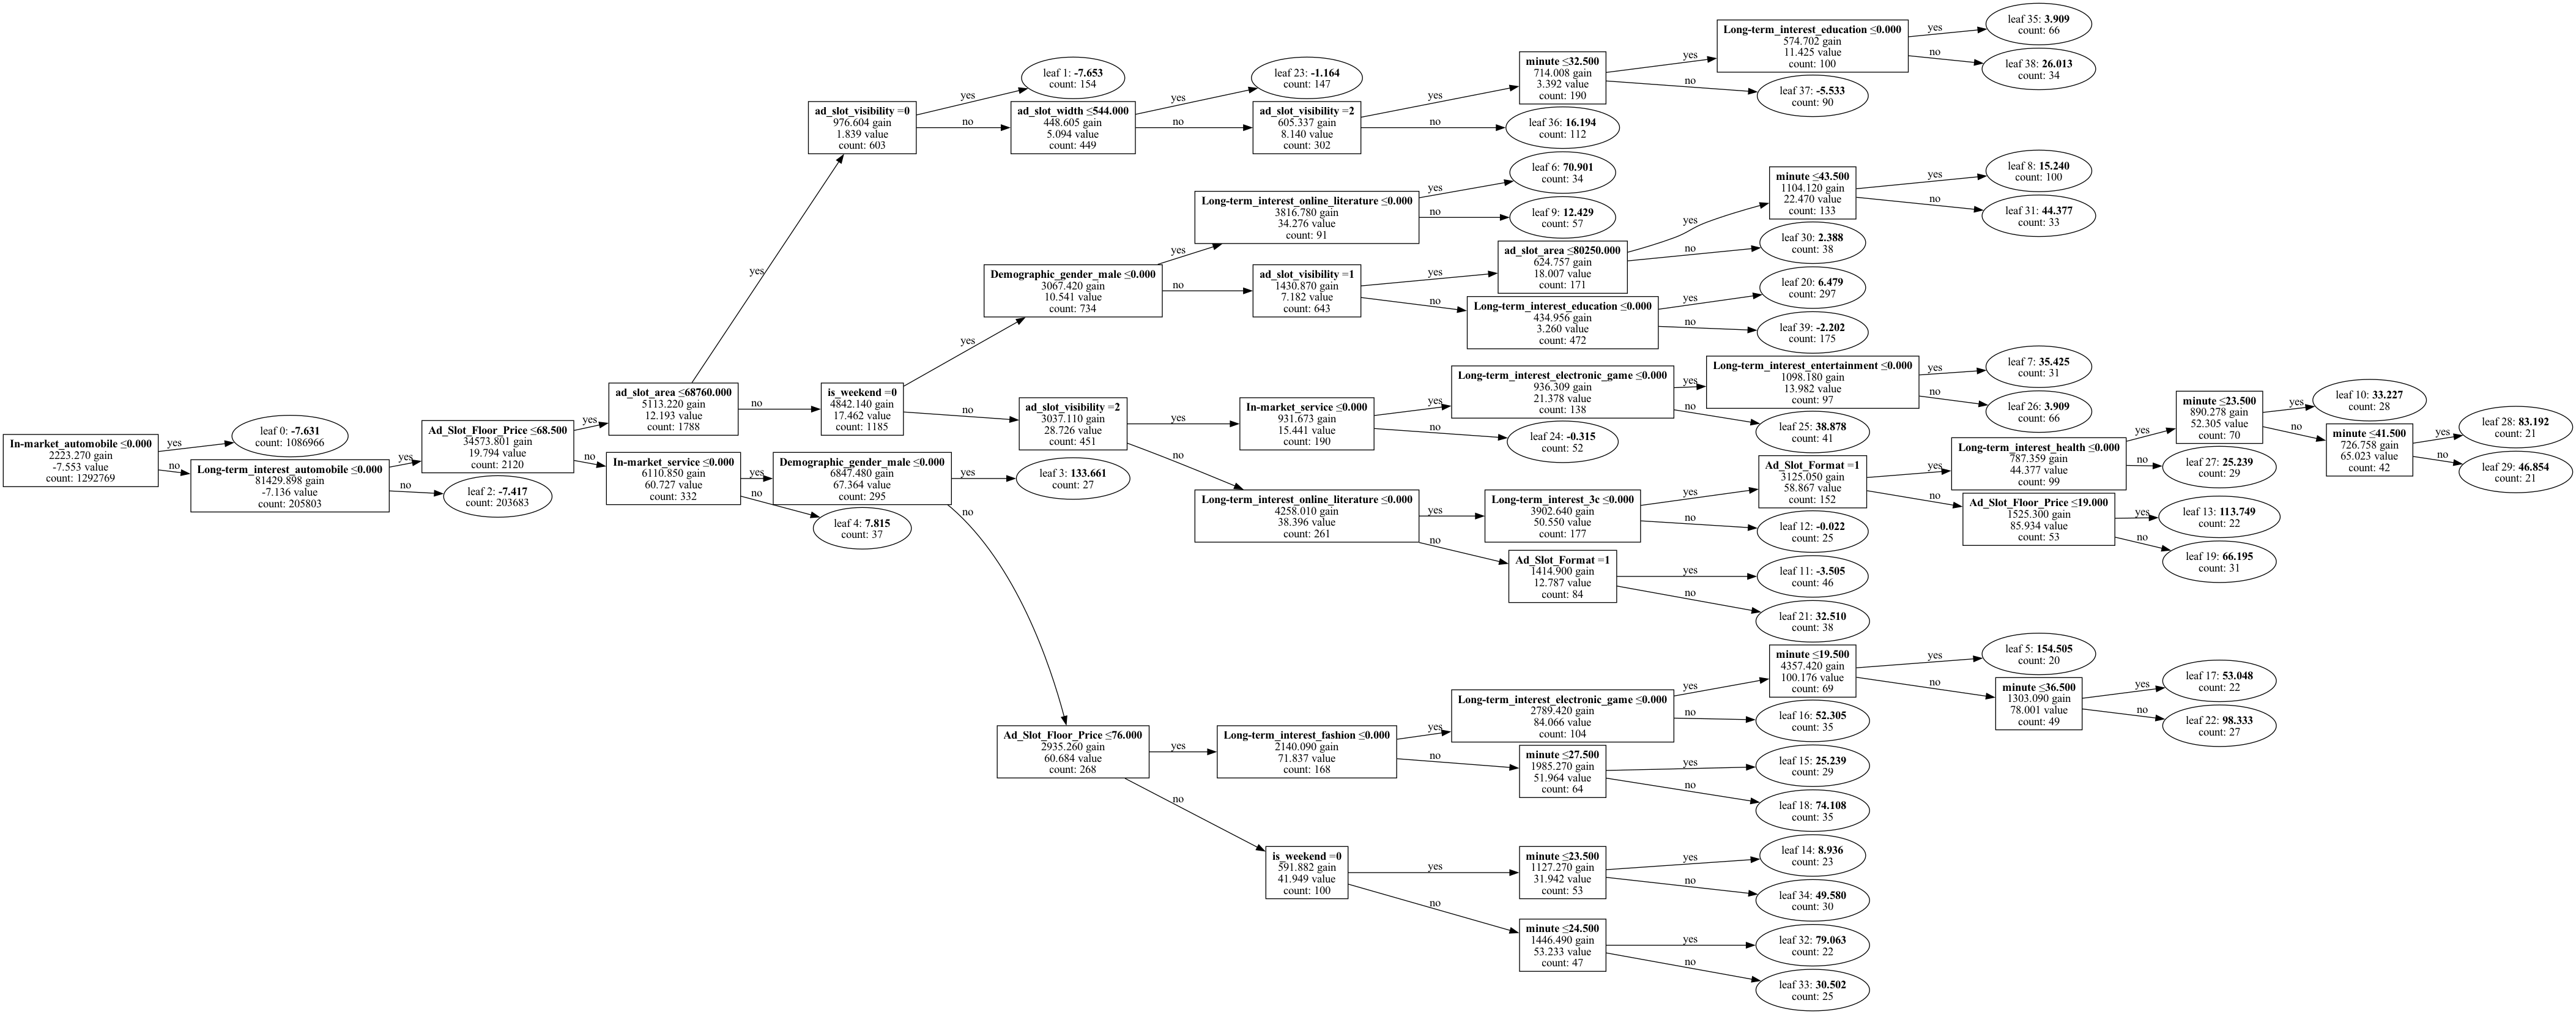 In-market_automobile ≤0.000
2223.270 gain
-7.553 value
count: 1292769
yes
no
leaf 0: -7.631
count: 1086966
Long-term_interest_automobile ≤0.000
81429.898 gain
-7.136 value
count: 205803
yes
no
Ad_Slot_Floor_Price ≤68.500
34573.801 gain
19.794 value
count: 2120
leaf 2: -7.417
count: 203683
yes
no
ad_slot_area ≤68760.000
5113.220 gain
12.193 value
count: 1788
yes
no
In-market_service ≤0.000
6110.850 gain
60.727 value
count: 332
yes
no
ad_slot_visibility =0
976.604 gain
1.839 value
count: 603
yes
no
leaf 1: -7.653
count: 154
ad_slot_width ≤544.000
448.605 gain
5.094 value
count: 449
yes
no
leaf 23: -1.164
count: 147
ad_slot_visibility =2
605.337 gain
8.140 value
count: 302
yes
no
minute ≤32.500
714.008 gain
3.392 value
count: 190
yes
no
leaf 36: 16.194
count: 112
Long-term_interest_education ≤0.000
574.702 gain
11.425 value
count: 100
yes
no
leaf 37: -5.533
count: 90
leaf 35: 3.909
count: 66
leaf 38: 26.013
count: 34
is_weekend =0
4842.140 gain
17.462 value
count: 1185
yes
no
Demographic_gender_male ≤0.000
3067.420 gain
10.541 value
count: 734
yes
no
Long-term_interest_online_literature ≤0.000
3816.780 gain
34.276 value
count: 91
yes
no
leaf 6: 70.901
count: 34
leaf 9: 12.429
count: 57
ad_slot_visibility =1
1430.870 gain
7.182 value
count: 643
yes
no
ad_slot_area ≤80250.000
624.757 gain
18.007 value
count: 171
yes
no
minute ≤43.500
1104.120 gain
22.470 value
count: 133
yes
no
leaf 8: 15.240
count: 100
leaf 31: 44.377
count: 33
leaf 30: 2.388
count: 38
Long-term_interest_education ≤0.000
434.956 gain
3.260 value
count: 472
yes
no
leaf 20: 6.479
count: 297
leaf 39: -2.202
count: 175
ad_slot_visibility =2
3037.110 gain
28.726 value
count: 451
yes
no
In-market_service ≤0.000
931.673 gain
15.441 value
count: 190
yes
no
Long-term_interest_electronic_game ≤0.000
936.309 gain
21.378 value
count: 138
yes
no
leaf 24: -0.315
count: 52
Long-term_interest_entertainment ≤0.000
1098.180 gain
13.982 value
count: 97
yes
no
leaf 25: 38.878
count: 41
leaf 7: 35.425
count: 31
leaf 26: 3.909
count: 66
Long-term_interest_online_literature ≤0.000
4258.010 gain
38.396 value
count: 261
yes
no
Long-term_interest_3c ≤0.000
3902.640 gain
50.550 value
count: 177
yes
no
Ad_Slot_Format =1
3125.050 gain
58.867 value
count: 152
yes
no
leaf 12: -0.022
count: 25
Long-term_interest_health ≤0.000
787.359 gain
44.377 value
count: 99
yes
no
minute ≤23.500
890.278 gain
52.305 value
count: 70
yes
no
leaf 10: 33.227
count: 28
minute ≤41.500
726.758 gain
65.023 value
count: 42
yes
no
leaf 28: 83.192
count: 21
leaf 29: 46.854
count: 21
leaf 27: 25.239
count: 29
Ad_Slot_Floor_Price ≤19.000
1525.300 gain
85.934 value
count: 53
yes
no
leaf 13: 113.749
count: 22
leaf 19: 66.195
count: 31
Ad_Slot_Format =1
1414.900 gain
12.787 value
count: 84
yes
no
leaf 11: -3.505
count: 46
leaf 21: 32.510
count: 38
Demographic_gender_male ≤0.000
6847.480 gain
67.364 value
count: 295
yes
no
leaf 3: 133.661
count: 27
leaf 4: 7.815
count: 37
Ad_Slot_Floor_Price ≤76.000
2935.260 gain
60.684 value
count: 268
yes
no
Long-term_interest_fashion ≤0.000
2140.090 gain
71.837 value
count: 168
yes
no
Long-term_interest_electronic_game ≤0.000
2789.420 gain
84.066 value
count: 104
yes
no
minute ≤19.500
4357.420 gain
100.176 value
count: 69
yes
no
leaf 5: 154.505
count: 20
minute ≤36.500
1303.090 gain
78.001 value
count: 49
yes
no
leaf 17: 53.048
count: 22
leaf 22: 98.333
count: 27
leaf 16: 52.305
count: 35
minute ≤27.500
1985.270 gain
51.964 value
count: 64
yes
no
leaf 15: 25.239
count: 29
leaf 18: 74.108
count: 35
is_weekend =0
591.882 gain
41.949 value
count: 100
yes
no
minute ≤23.500
1127.270 gain
31.942 value
count: 53
yes
no
leaf 14: 8.936
count: 23
leaf 34: 49.580
count: 30
minute ≤24.500
1446.490 gain
53.233 value
count: 47
yes
no
leaf 32: 79.063
count: 22
leaf 33: 30.502
count: 25